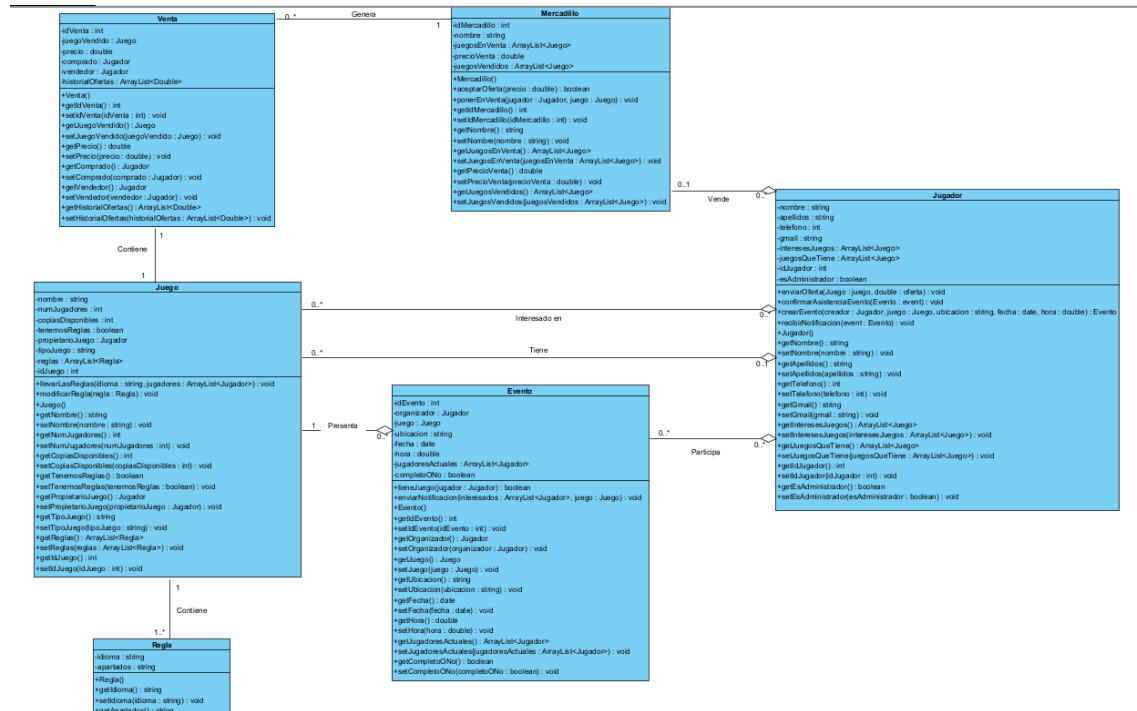 Venta
-idVenta : int
-juegoVendido : Juego
-precio : double
-comprado : Jugador
-vendedor : Jugador
-historialOfertas : ArrayList<Double>
+Venta()
+getIdVenta() : int
+setIdVenta(idVenta : int) : void
+getJuegoVendido() : Juego
+setJuegoVendido(juegoVendido : Juego) : void
+getPrecio() : double
+setPrecio(precio : double) : void
+getComprado() : Jugador
+setComprado(comprado : Jugador) : void
+getVendedor() : Jugador
+setVendedor(vendedor : Jugador) : void
+getHistorialOfertas() : ArrayList<Double>
+setHistorialOfertas(historialOfertas : ArrayList<Double>) : void
0..*
Genera
1
Mercadillo
-idMercadillo : int
-nombre : string
-juegosEnVenta : ArrayList<Juego>
-precioVenta : double
-juegosVendidos : ArrayList<Juego>
+Mercadillo()
+aceptarOferta(precio : double) : boolean
+ponerEnVenta(jugador : Jugador, juego : Juego) : void
+getIdMercadillo() : int
+setIdMercadillo(idMercadillo : int) : void
+getNombre() : string
+setNombre(nombre : string) : void
+getJuegosEnVenta() : ArrayList<Juego>
+setJuegosEnVenta(juegosEnVenta : ArrayList<Juego>) : void
+getPrecioVenta() : double
+setPrecioVenta(precioVenta : double) : void
+getJuegosVendidos() : ArrayList<Juego>
+setJuegosVendidos(juegosVendidos : ArrayList<Juego>) : void
0..1
Vende
0..*
Jugador
-nombre : string
-apellidos : string
-telefono : int
-gmail : string
-interesesJuegos : ArrayList<Juego>
-juegosQueTiene : ArrayList<Juego>
-idJugador : int
-esAdministrador : boolean
+enviarOferta(Juego : juego, double : oferta) : void
+confirmarAsistenciaEvento(Evento : event) : void
+crearEvento(creador : Jugador, juego : Juego, ubicacion : string, fecha : date, hora : double) : Evento
+recibirNotificacion(event : Evento) : void
+Jugador()
+getNombre() : string
+setNombre(nombre : string) : void
+getApellidos() : string
+setApellidos(apellidos : string) : void
+getTelefono() : int
+setTelefono(telefono : int) : void
+getGmail() : string
+setGmail(gmail : string) : void
+getInteresesJuegos() : ArrayList<Juego>
+setInteresesJuegos(interesesJuegos : ArrayList<Juego>) : void
+getJuegosQueTiene() : ArrayList<Juego>
+setJuegosQueTiene(juegosQueTiene : ArrayList<Juego>) : void
+getIdJugador() : int
+setIdJugador(idJugador : int) : void
+getEsAdministrador() : boolean
+setEsAdministrador(esAdministrador : boolean) : void
1
Contiene
1
Juego
-nombre : string
-numJugadores : int
-copiasDisponibles : int
-tenemosReglas : boolean
-propietarioJuego : Jugador
-tipoJuego : string
-reglas : ArrayList<Regla>
-idJuego : int
+llevarLasReglas(idioma : string, jugadores : ArrayList<Jugador>) : void
+modificarRegla(regla : Regla) : void
+Juego()
+getNombre() : string
+setNombre(nombre : string) : void
+getNumJugadores() : int
+setNumJugadores(numJugadores : int) : void
+getCopiasDisponibles() : int
+setCopiasDisponibles(copiasDisponibles : int) : void
+getTenemosReglas() : boolean
+setTenemosReglas(tenemosReglas : boolean) : void
+getPropietarioJuego() : Jugador
+setPropietarioJuego(propietarioJuego : Jugador) : void
+getTipoJuego() : string
+setTipoJuego(tipoJuego : string) : void
+getReglas() : ArrayList<Regla>
+setReglas(reglas : ArrayList<Regla>) : void
+getIdJuego() : int
+setIdJuego(idJuego : int) : void
0..*
Interesado en
0..*
0..*
Tiene
0..1
1
Presenta
0..*
Evento
-idEvento : int
-organizador : Jugador
-juego : Juego
-ubicacion : string
-fecha : date
-hora : double
-jugadoresActuales : ArrayList<Jugador>
-completoONo : boolean
+tieneJuego(jugador : Jugador) : boolean
+enviarNotificacion(interesados : ArrayList<Jugador>, juego : Juego) : void
+Evento()
+getIdEvento() : int
+setIdEvento(idEvento : int) : void
+getOrganizador() : Jugador
+setOrganizador(organizador : Jugador) : void
+getJuego() : Juego
+setJuego(juego : Juego) : void
+getUbicacion() : string
+setUbicacion(ubicacion : string) : void
+getFecha() : date
+setFecha(fecha : date) : void
+getHora() : double
+setHora(hora : double) : void
+getJugadoresActuales() : ArrayList<Jugador>
+setJugadoresActuales(jugadoresActuales : ArrayList<Jugador>) : void
+getCompletoONo() : boolean
+setCompletoONo(completoONo : boolean) : void
0..*
Participa
0..*
1
Contiene
1..*
Regla
-idioma : string
-apartados : string
+Regla()
+getIdioma() : string
+setIdioma(idioma : string) : void
+getApartados() : string